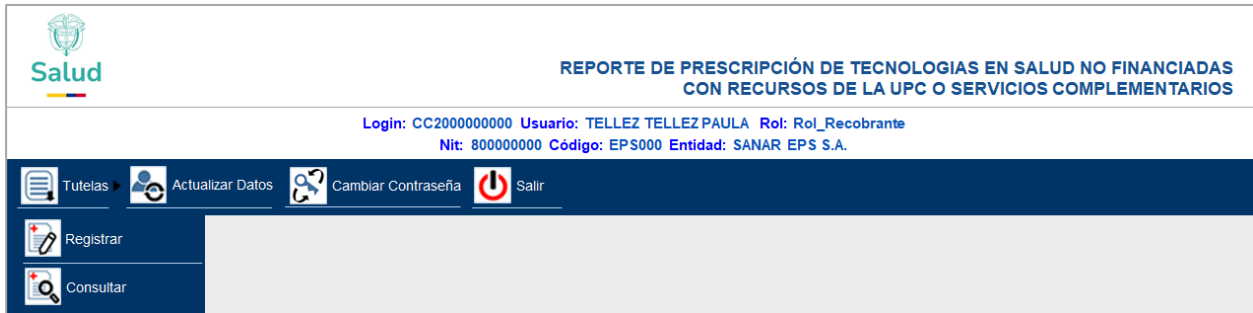 Salud
REPORTE DE PRESCRIPCIÓN DE TECNOLOGIAS EN SALUD NO FINANCIADAS
CON RECURSOS DE LA UPC O SERVICIOS COMPLEMENTARIOS
Login: CC2000000000 Usuario: TELLEZ TELLEZ PAULA Rol: Rol_Recobrante
Nit: 800000000 Código: EPS000 Entidad: SANAR EPS S.A.
Tutelas Actualizar Datos Cambiar Contraseña Salir
Registrar
Consultar